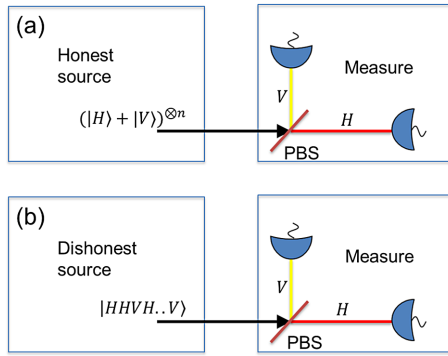 (a)
Honest
source
(|H⟩ + |V⟩)^{⊗n}
V
H
PBS
Measure
(b)
Dishonest
source
|HHVH..V⟩
V
H
PBS
Measure